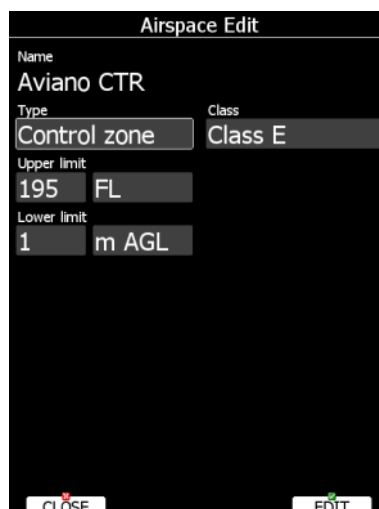 Airspace Edit
Name
Aviano CTR
Type Class
Control zone Class E
Upper limit
195 FL
Lower limit
1 m AGL
CLOSE EDIT